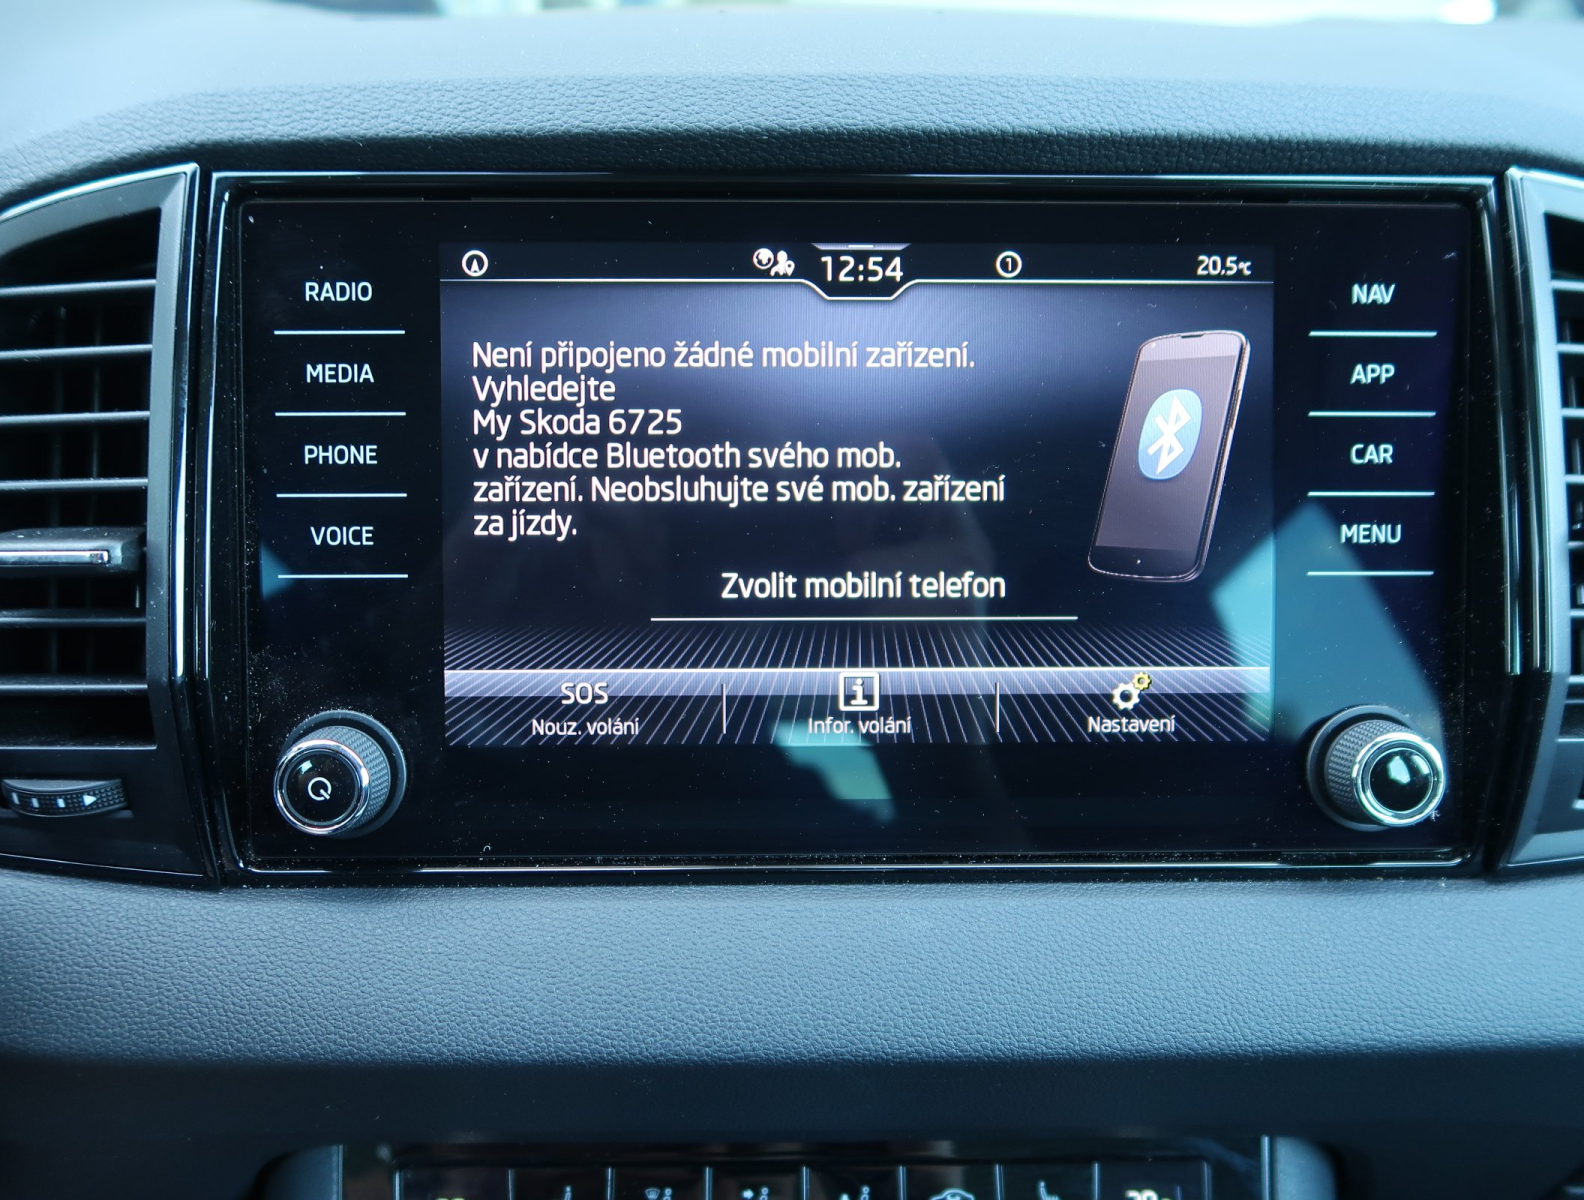 12:54
1
20,5°C
RADIO
MEDIA
PHONE
VOICE
Není připojeno žádné mobilní zařízení.
Vyhledejte
My Skoda 6725
v nabídce Bluetooth svého mob.
zařízení. Neobsluhujte své mob. zařízení
za jízdy.
Zvolit mobilní telefon
SOS
Nouz. volání
i
Infor. volání
Nastavení
NAV
APP
CAR
MENU